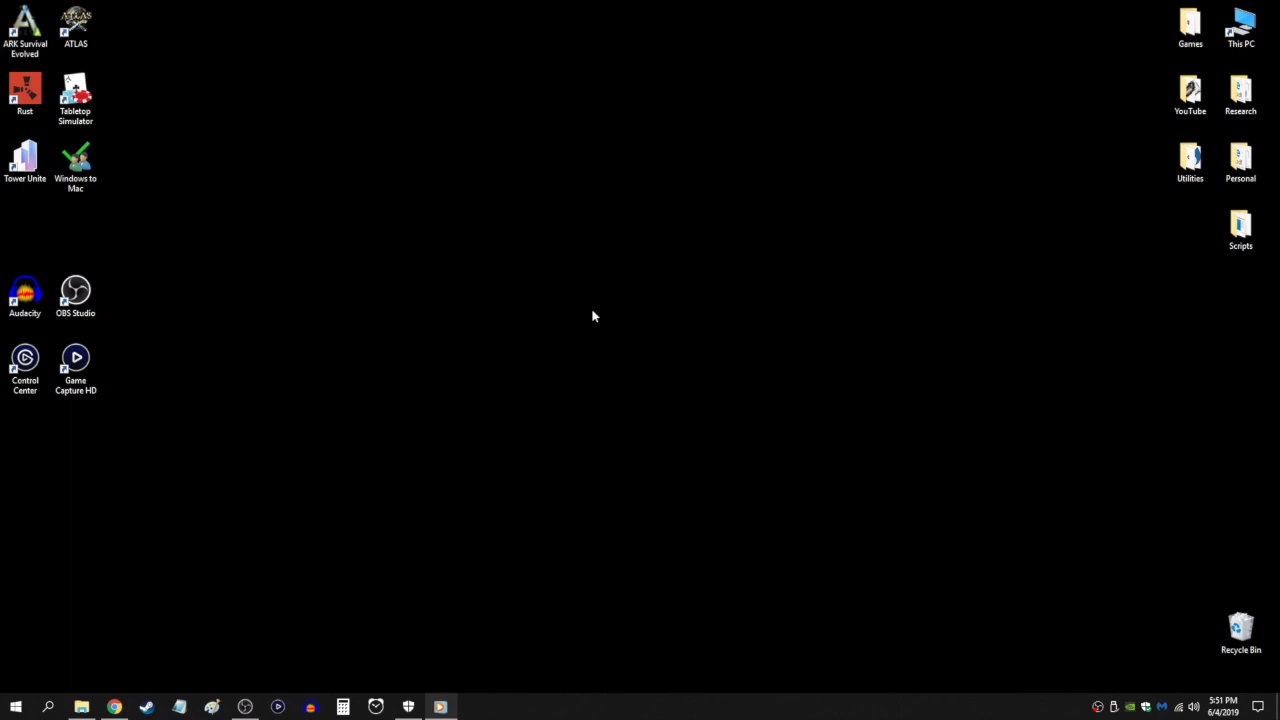 ARK Survival
Evolved
ATLAS
Games
This PC
Rust
Tabletop
Simulator
YouTube
Research
Tower Unite
Windows to
Mac
Utilities
Personal
Scripts
Audacity
OBS Studio
Control
Center
Game
Capture HD
Recycle Bin
5:51 PM
6/4/2019